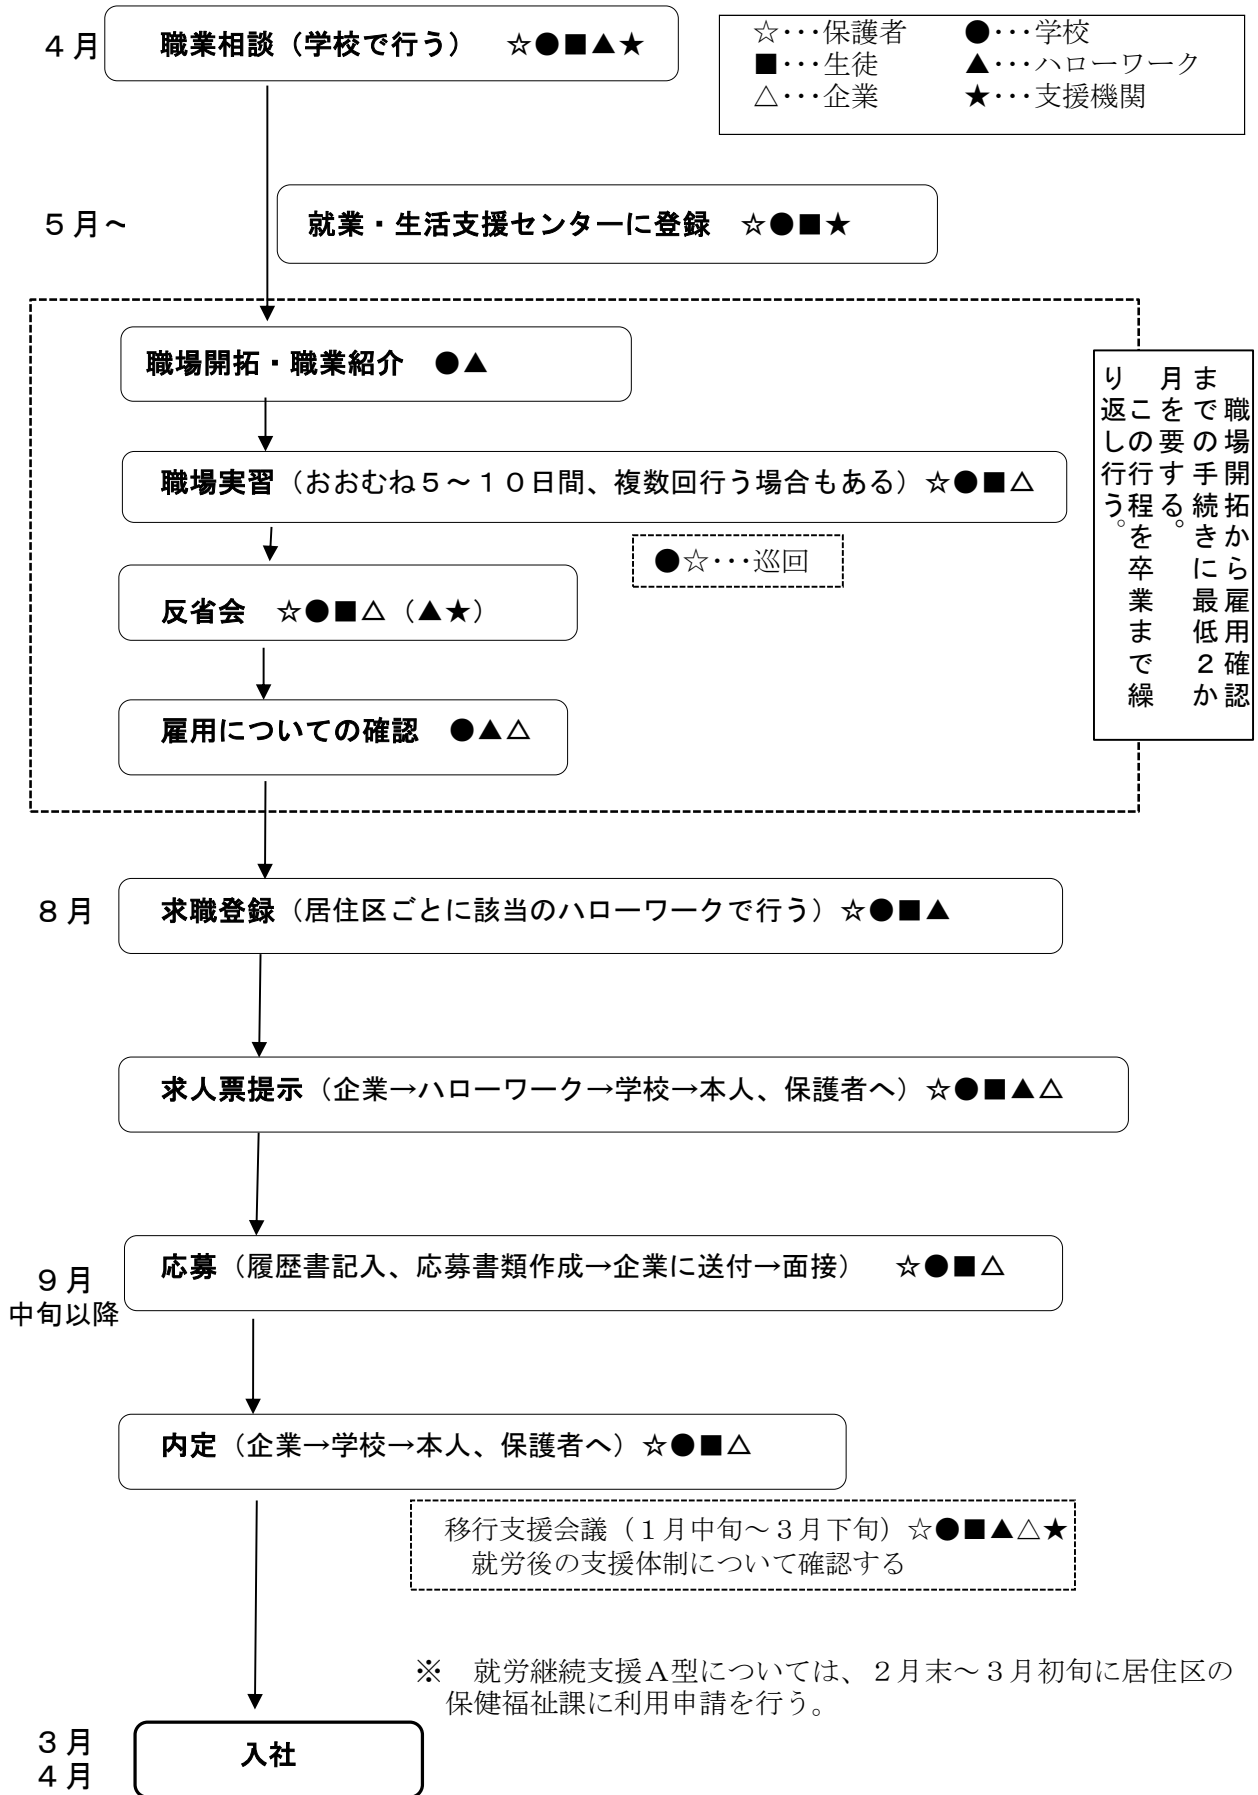 ４月
職業相談（学校で行う）　☆●■▲★
☆･･･保護者　　●･･･学校
■･･･生徒　　　▲･･･ハローワーク
△･･･企業　　　★･･･支援機関
５月～
就業・生活支援センターに登録　☆●■★
職場開拓・職業紹介　●▲
職場開拓から雇用確認
までの手続きに最低２か
月を要する。
この行程を卒業まで繰
り返し行う。
職場実習（おおむね５～１０日間、複数回行う場合もある）☆●■△
●☆･･･巡回
反省会　☆●■△（▲★）
雇用についての確認　●▲△
８月
求職登録（居住区ごとに該当のハローワークで行う）☆●■▲
求人票提示（企業→ハローワーク→学校→本人、保護者へ）☆●■▲△
９月
中旬以降
応募（履歴書記入、応募書類作成→企業に送付→面接）　☆●■△
内定（企業→学校→本人、保護者へ）☆●■△
移行支援会議（１月中旬～３月下旬）☆●■▲△★
就労後の支援体制について確認する
※　就労継続支援Ａ型については、２月末～３月初旬に居住区の
保健福祉課に利用申請を行う。
３月
４月
入社